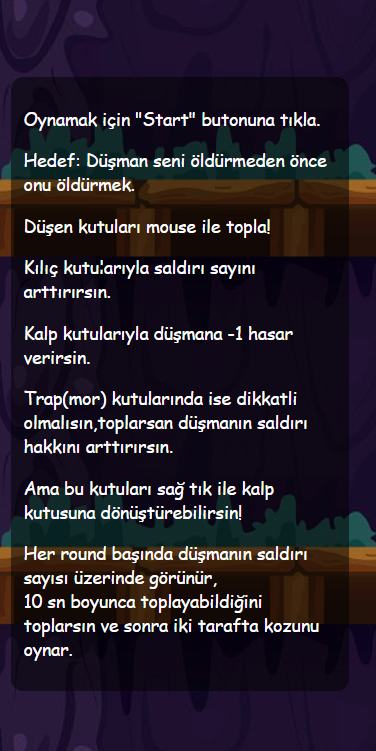 Oynamak için "Start" butonuna tıkla.
Hedef: Düşman seni öldürmeden önce
onu öldürmek.
Düşen kutuları mouse ile topla!
Kılıç kutularıyla saldırı sayını
arttırırsın.
Kalp kutularıyla düşmana -1 hasar
verirsin.
Trap(mor) kutularında ise dikkatli
olmalısın,toplarsan düşmanın saldırı
hakkını arttırırsın.
Ama bu kutuları sağ tık ile kalp
kutusuna dönüştürebilirsin!
Her round başında düşmanın saldırı
sayısı üzerinde görünür,
10 sn boyunca toplayabildiğini
toplarsın ve sonra iki tarafta kozunu
oynar.